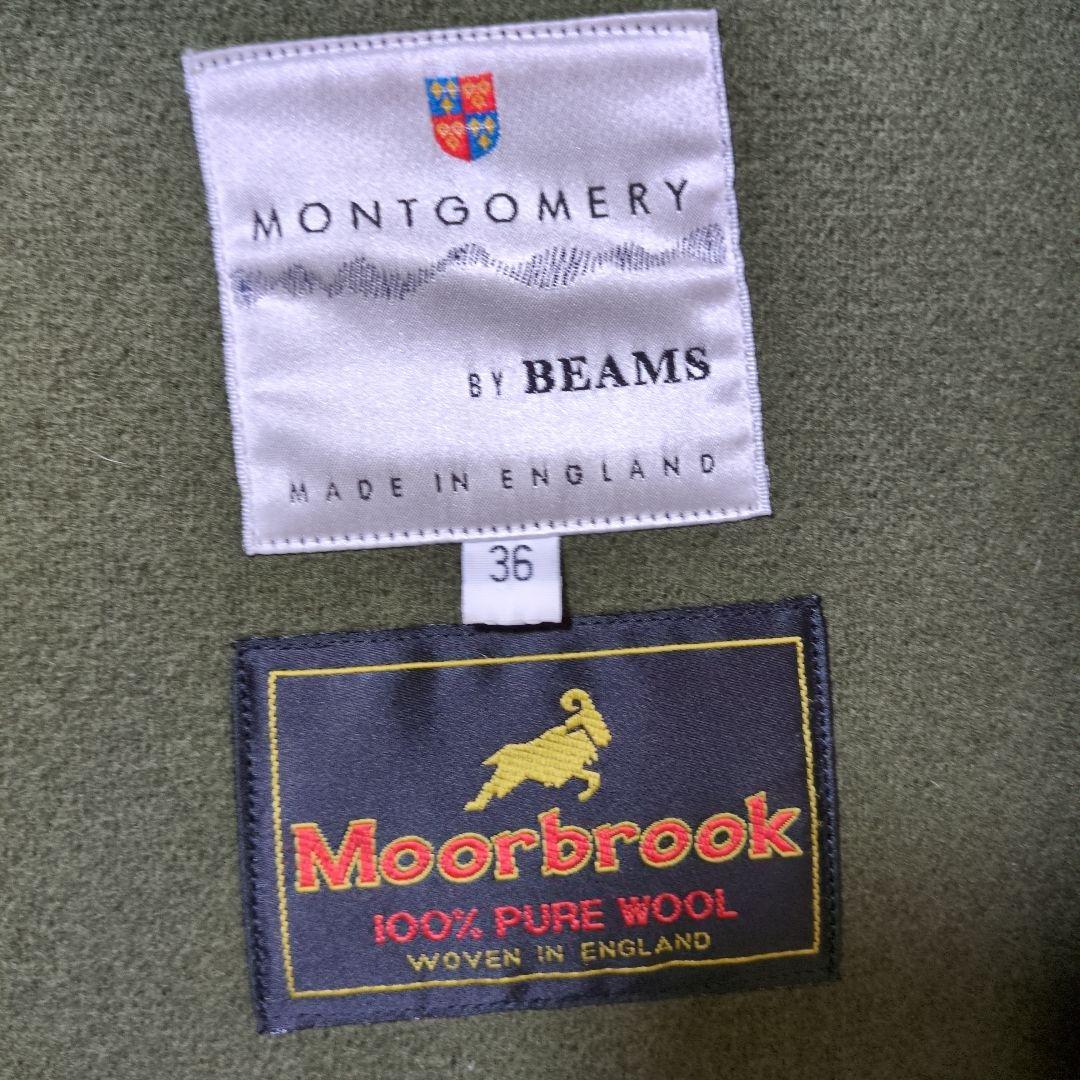 MONTGOMERY
BY BEAMS
MADE IN ENGLAND
36
Moorbrook
100% PURE WOOL
WOVEN IN ENGLAND